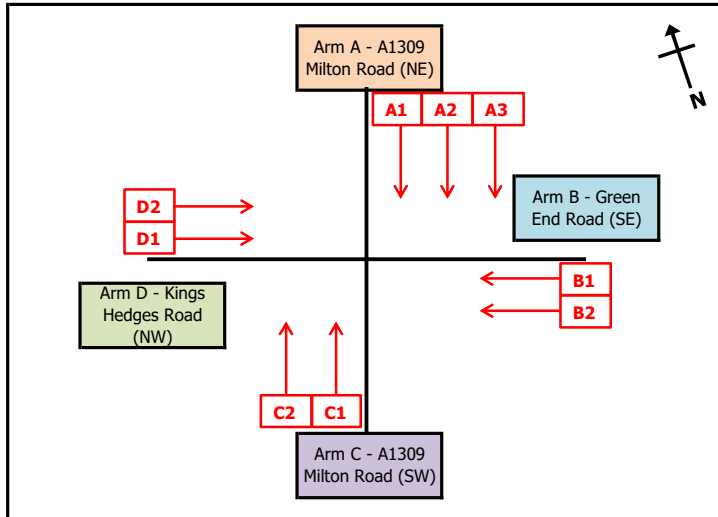 Arm A - A1309
Milton Road (NE)
A1 A2 A3
N
D2
D1
Arm B - Green
End Road (SE)
B1
B2
Arm D - Kings
Hedges Road
(NW)
C2 C1
Arm C - A1309
Milton Road (SW)